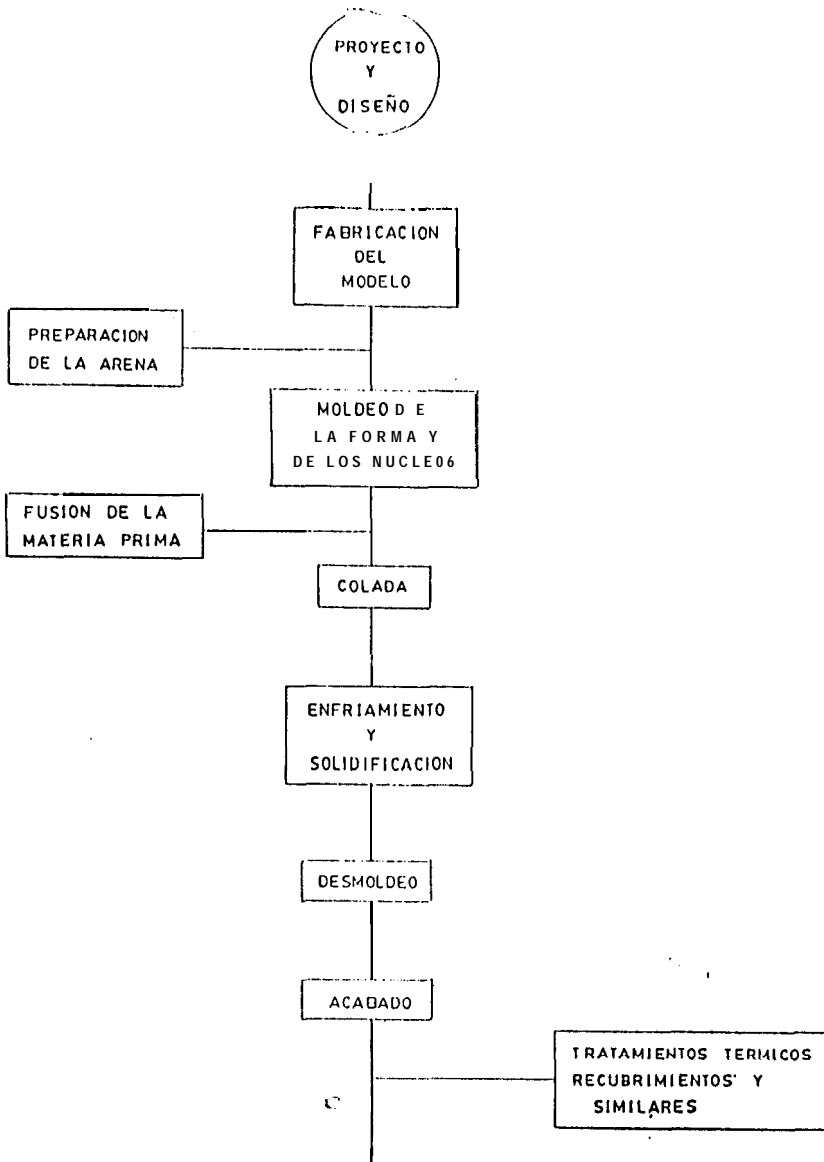 PROYECTO
Y
DISEÑO
FABRICACION
DEL
MODELO
PREPARACION
DE LA ARENA
MOLDEO D E
LA FORMA Y
DE LOS NUCLE06
FUSION DE LA
MATERIA PRIMA
COLADA
ENFRIAMIENTO
Y
SOLIDIFICACION
DESMOLDEO
ACABADO
TRATAMIENTOS TERMICOS
RECUBRIMIENTOS Y
SIMILARES